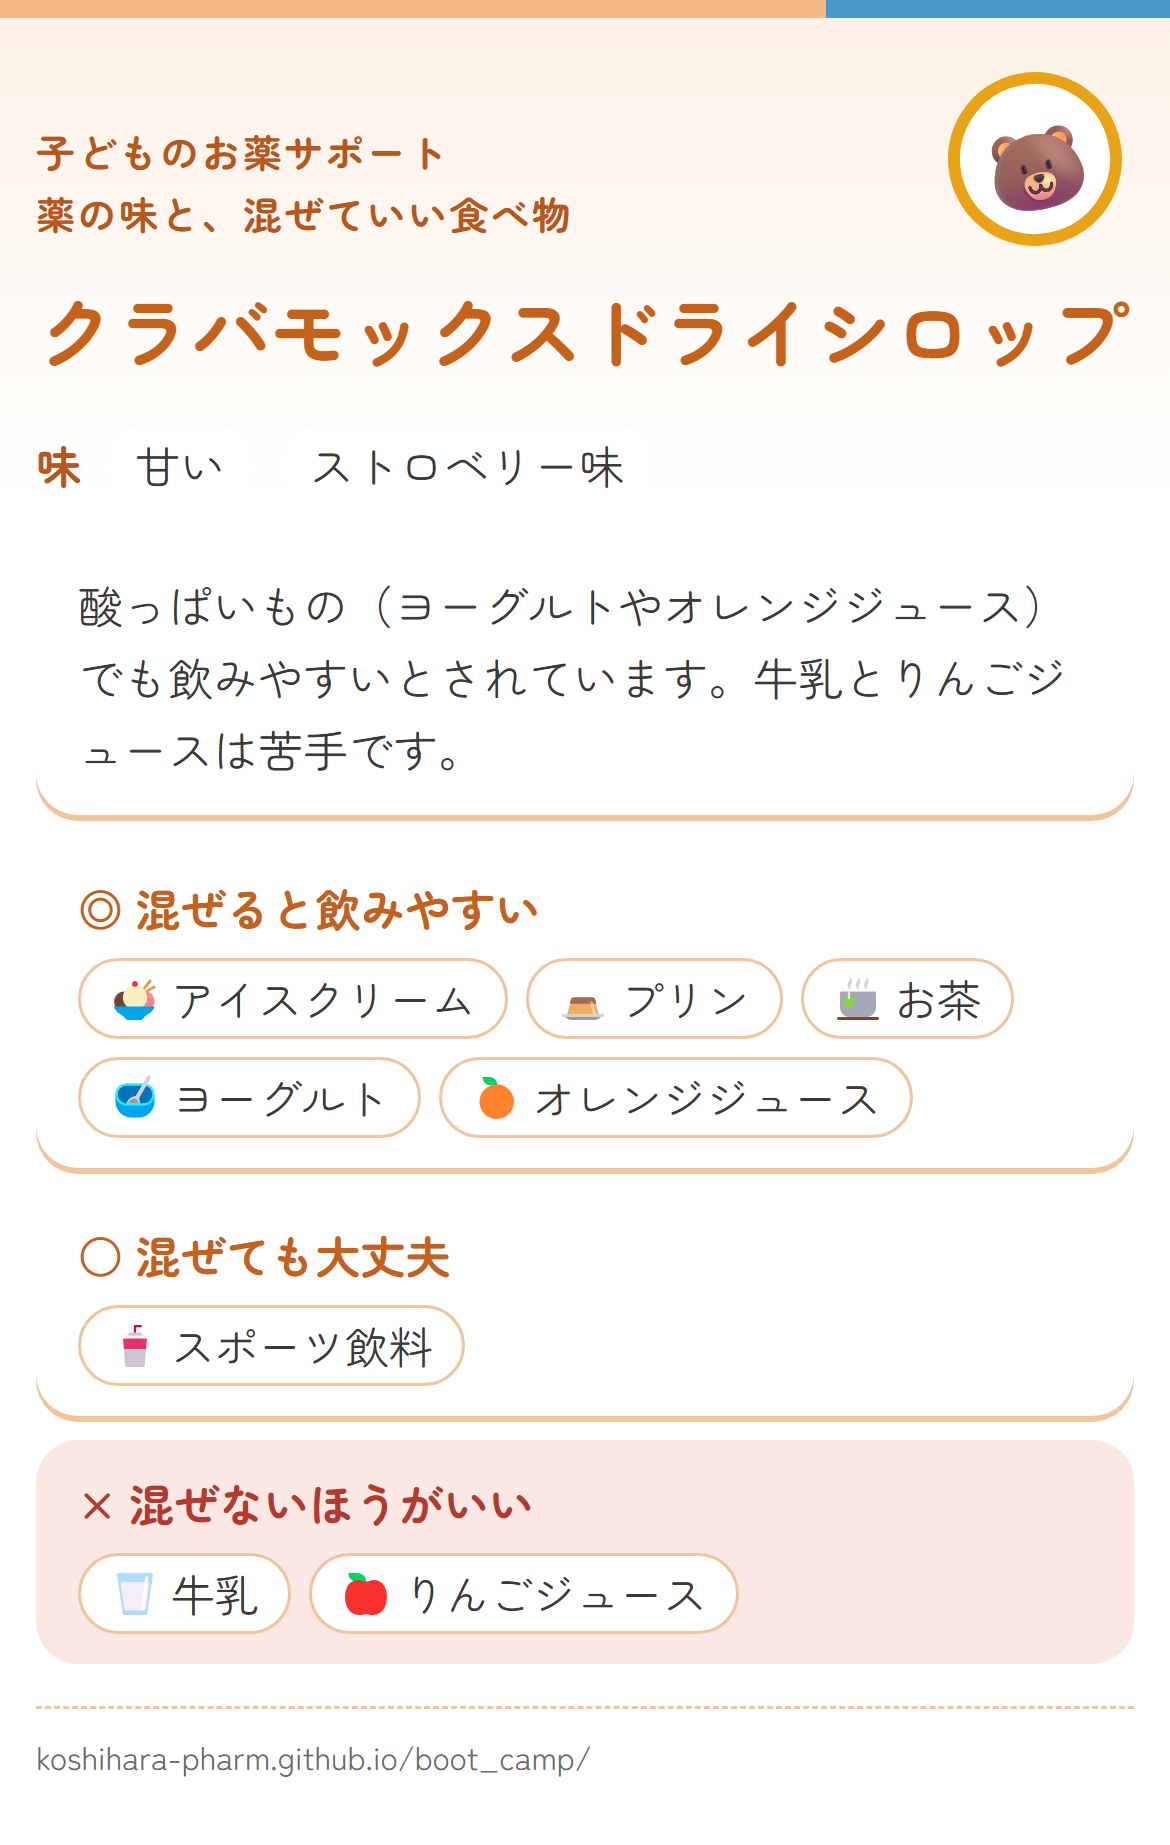 子どものお薬サポート
薬の味と、混ぜていい食べ物
クラバモックスドライシロップ
味 甘い ストロベリー味
酸っぱいもの（ヨーグルトやオレンジジュース）
でも飲みやすいとされています。牛乳とりんごジ
ュースは苦手です。
◎ 混ぜると飲みやすい
アイスクリーム プリン お茶
ヨーグルト オレンジジュース
○ 混ぜても大丈夫
スポーツ飲料
× 混ぜないほうがいい
牛乳 りんごジュース
koshihara-pharm.github.io/boot_camp/